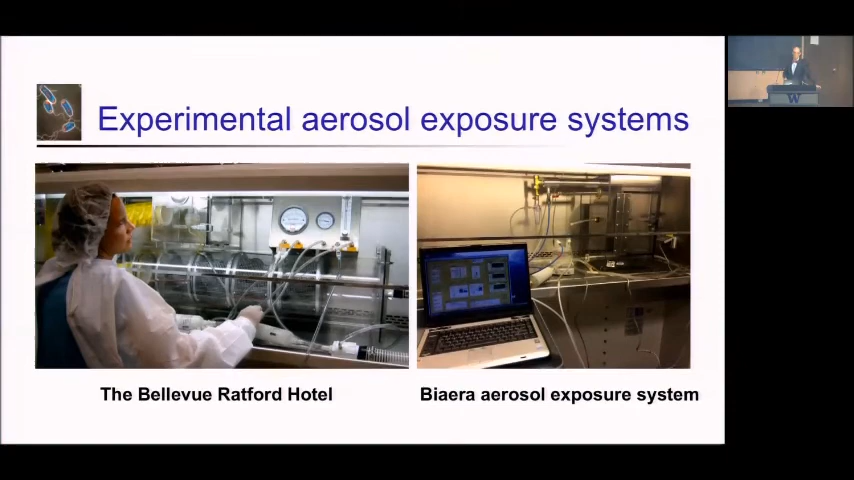 Experimental aerosol exposure systems
The Bellevue Ratford Hotel
Biaera aerosol exposure system
W